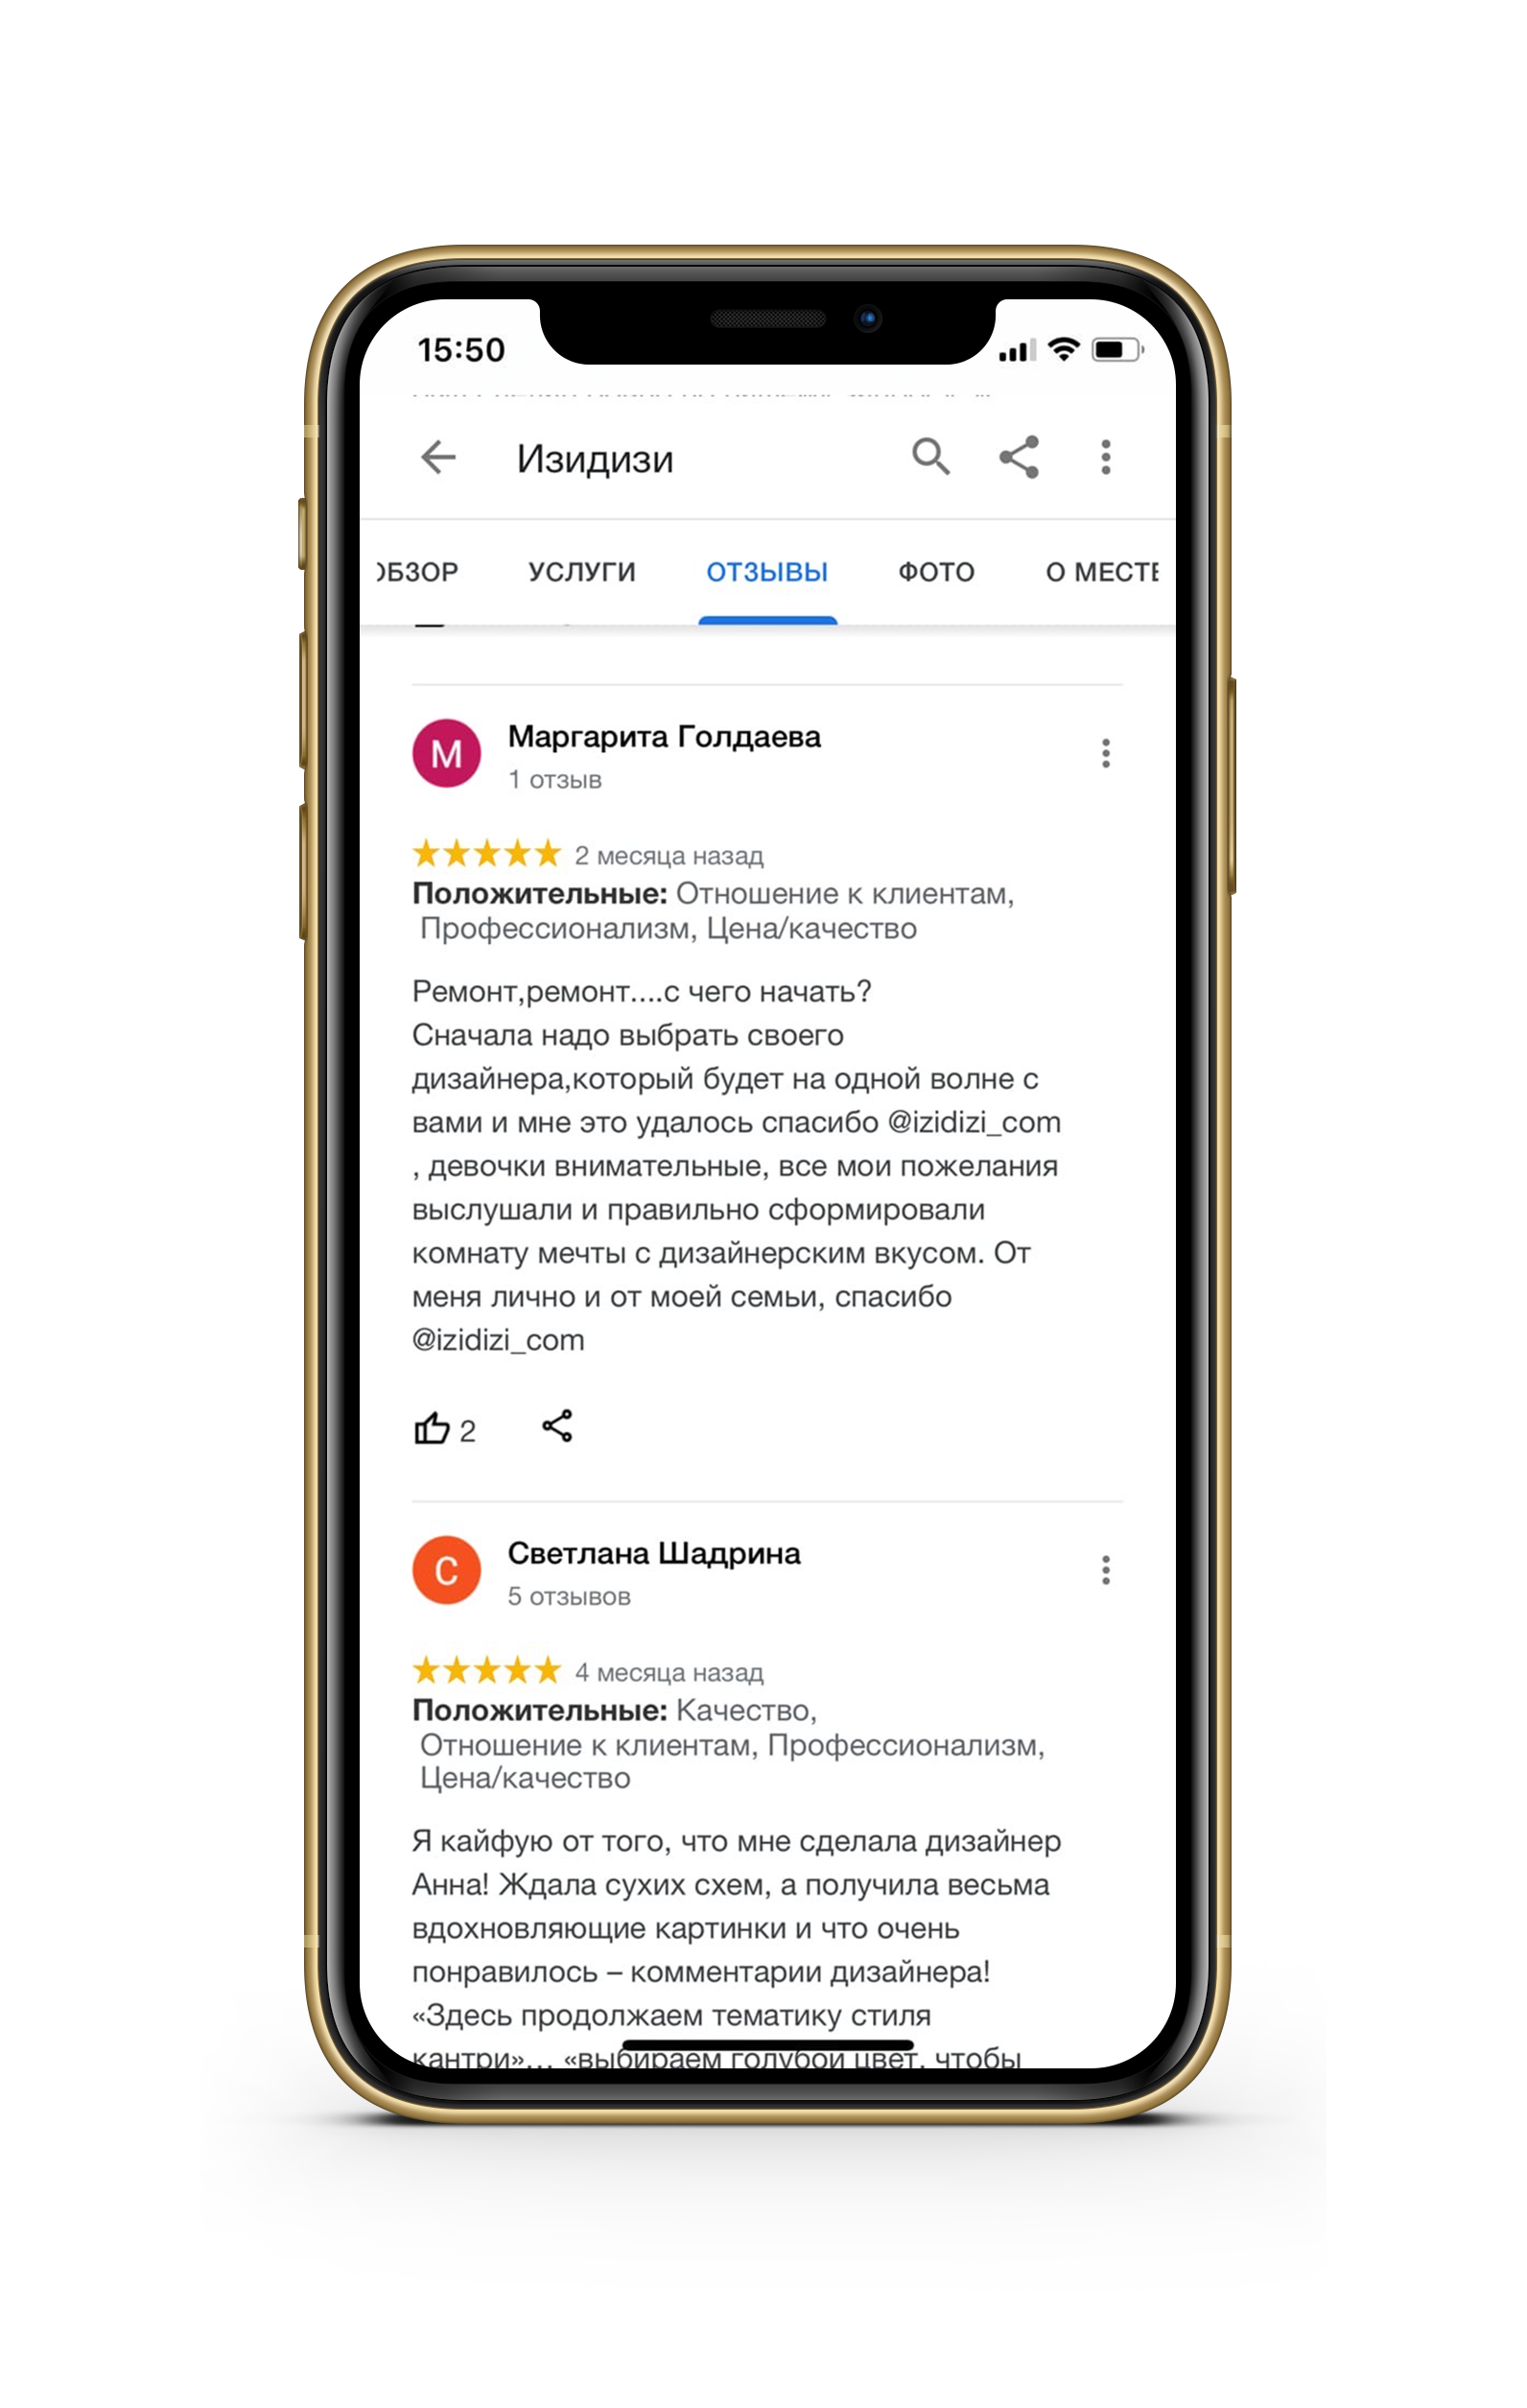 15:50
Изидизи
ОБЗОР УСЛУГИ ОТЗЫВЫ ФОТО О МЕСТЕ
М
Маргарита Голдаева
1 отзыв
2 месяца назад
Положительные: Отношение к клиентам,
Профессионализм, Цена/качество
Ремонт,ремонт....с чего начать?
Сначала надо выбрать своего
дизайнера,который будет на одной волне с
вами и мне это удалось спасибо @izidizi_com
, девочки внимательные, все мои пожелания
выслушали и правильно сформировали
комнату мечты с дизайнерским вкусом. От
меня лично и от моей семьи, спасибо
@izidizi_com
2
С
Светлана Шадрина
5 отзывов
4 месяца назад
Положительные: Качество,
Отношение к клиентам, Профессионализм,
Цена/качество
Я кайфую от того, что мне сделала дизайнер
Анна! Ждала сухих схем, а получила весьма
вдохновляющие картинки и что очень
понравилось – комментарии дизайнера!
«Здесь продолжаем тематику стиля
кантри»... «выбираем голубой цвет, чтобы